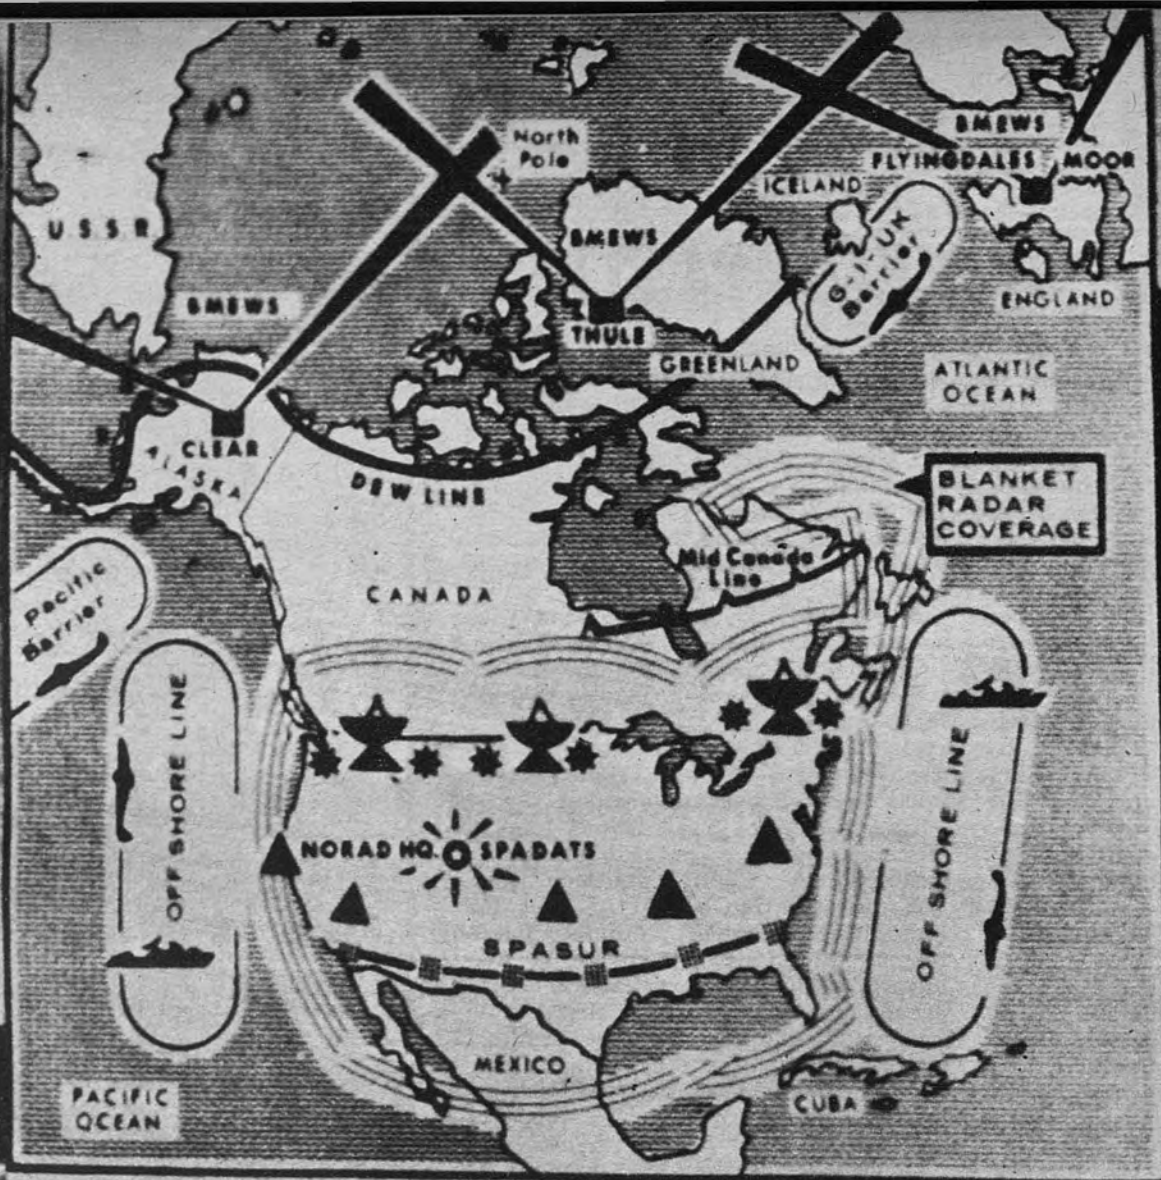 North
Pole
BMEWS
FLYINGDALES MOOR
ICELAND
USSR
BMEWS
G-I-UK
Barrier
BMEWS
ENGLAND
THULE
GREENLAND
ATLANTIC
OCEAN
CLEAR
ALASKA
DEW LINE
BLANKET
RADAR
COVERAGE
Mid Canada
Line
CANADA
Pacific
Barrier
OFF SHORE LINE
OFF SHORE LINE
NORAD HQ. SPADATS
SPASUR
MEXICO
PACIFIC
OCEAN
CUBA